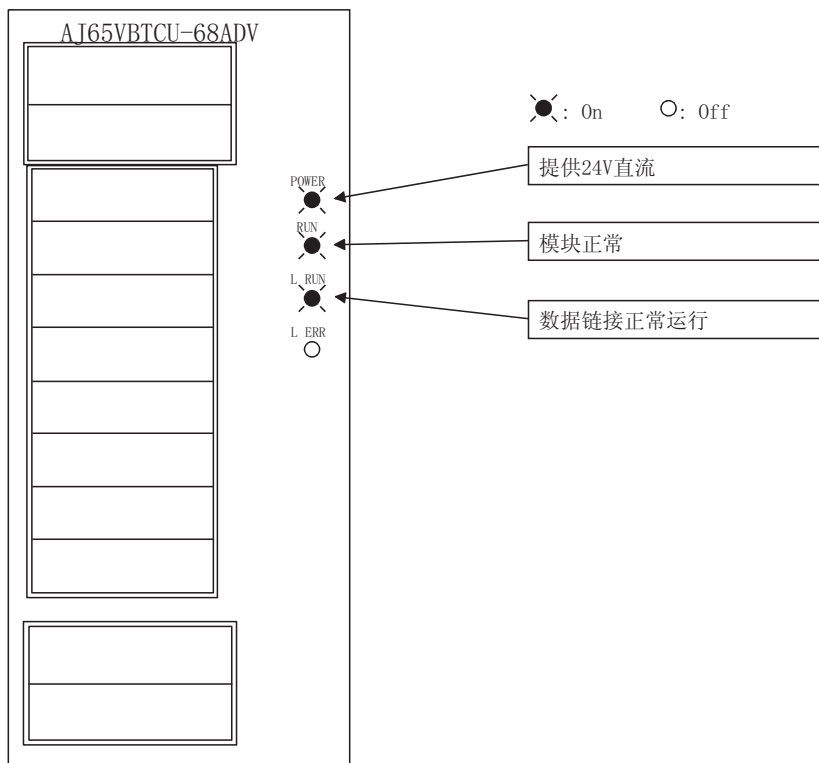 AJ65VBTCU-68ADV
: On
: Off
提供24V直流
POWER
RUN
模块正常
L RUN
数据链接正常运行
L ERR